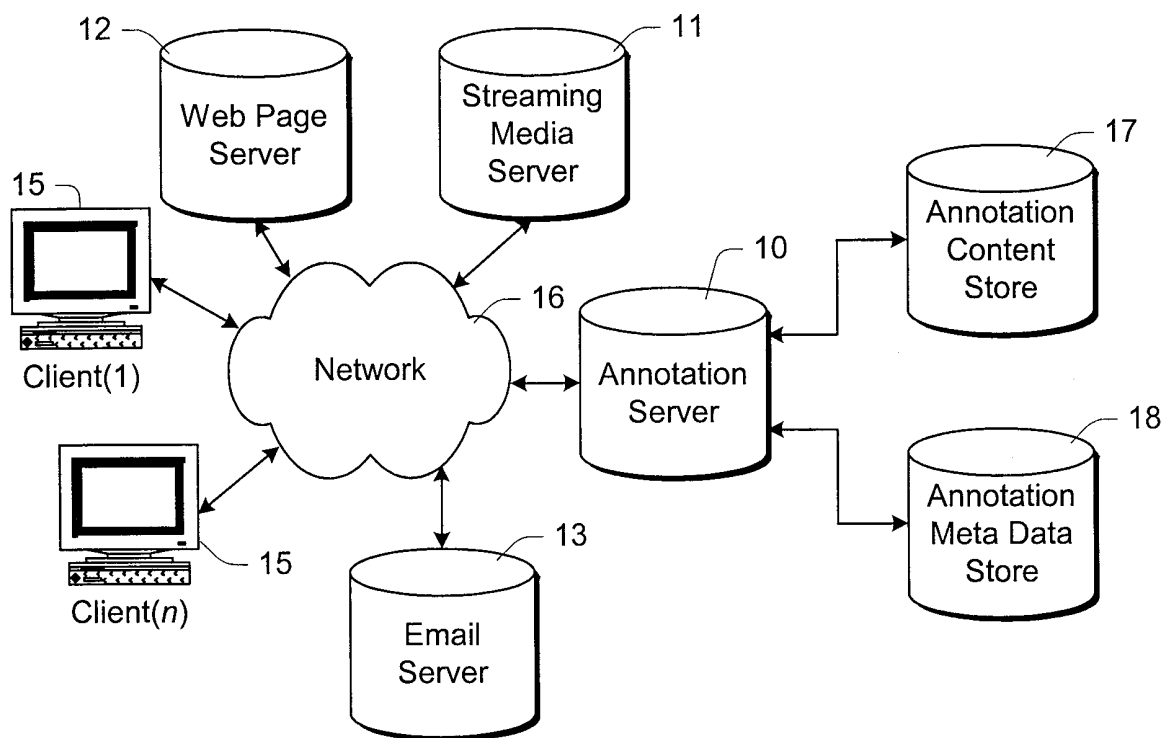 12
11
Web Page
Server
Streaming
Media
Server
17
15
Annotation
Content
Store
10
16
Client(1)
Network
Annotation
Server
18
Annotation
Meta Data
Store
15
13
Client(n)
Email
Server